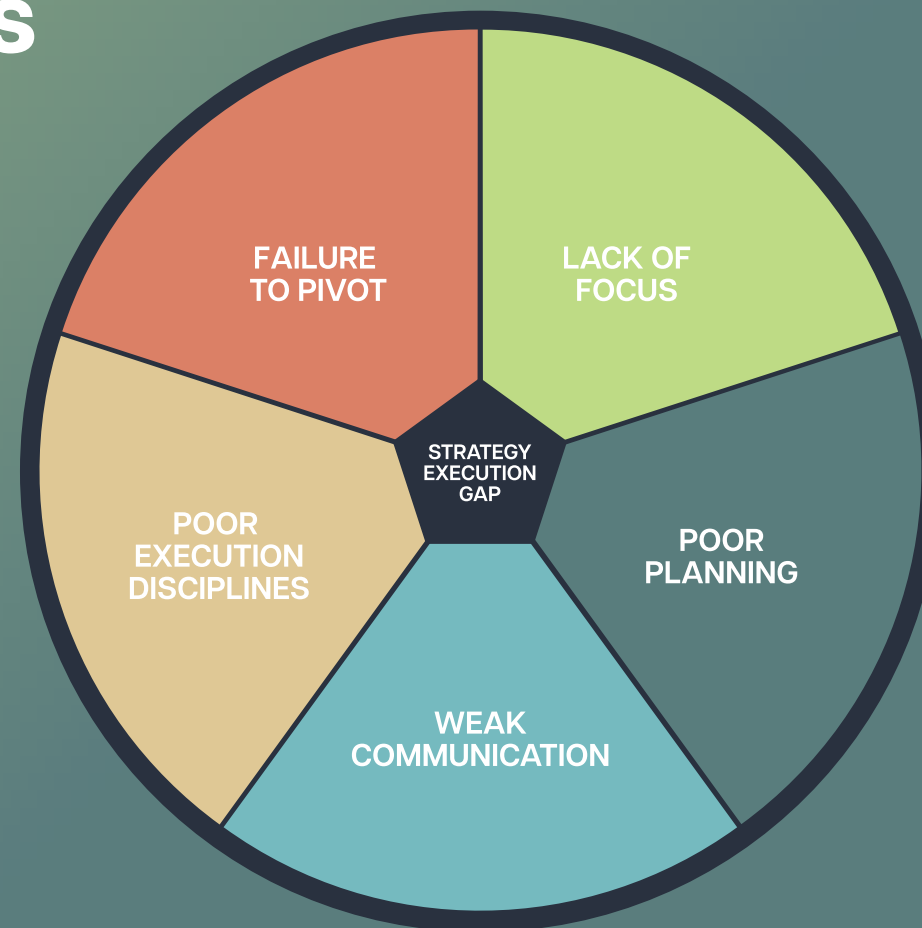 s
FAILURE
TO PIVOT
LACK OF
FOCUS
STRATEGY
EXECUTION
GAP
POOR
EXECUTION
DISCIPLINES
POOR
PLANNING
WEAK
COMMUNICATION